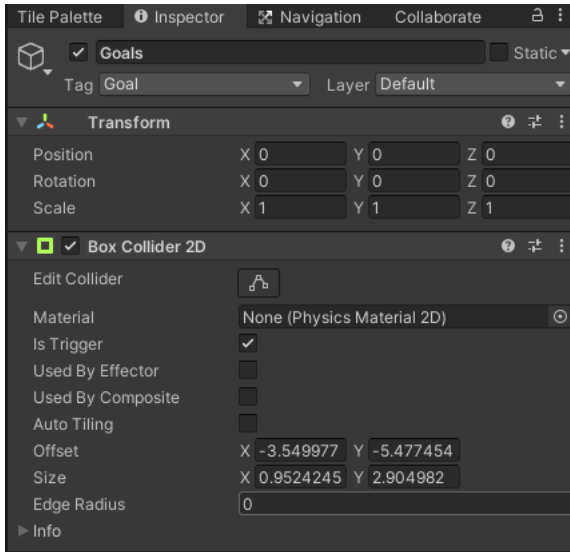 Tile Palette Inspector Navigation Collaborate
Goals Static
Tag Goal Layer Default
Transform
Position X 0 Y 0 Z 0
Rotation X 0 Y 0 Z 0
Scale X 1 Y 1 Z 1
Box Collider 2D
Edit Collider
Material None (Physics Material 2D)
Is Trigger
Used By Effector
Used By Composite
Auto Tiling
Offset X -3.549977 Y -5.477454
Size X 0.9524245 Y 2.904982
Edge Radius 0
Info